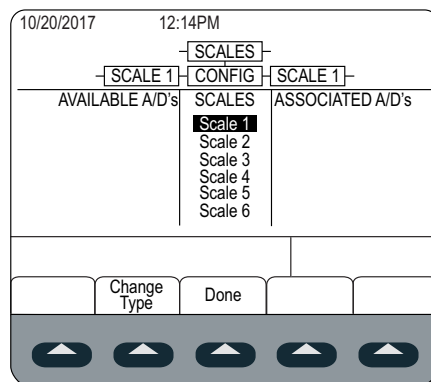 10/20/2017 12:14PM
SCALES
SCALE 1 CONFIG SCALE 1
AVAILABLE A/D's SCALES ASSOCIATED A/D's
Scale 1
Scale 2
Scale 3
Scale 4
Scale 5
Scale 6
Change
Type
Done